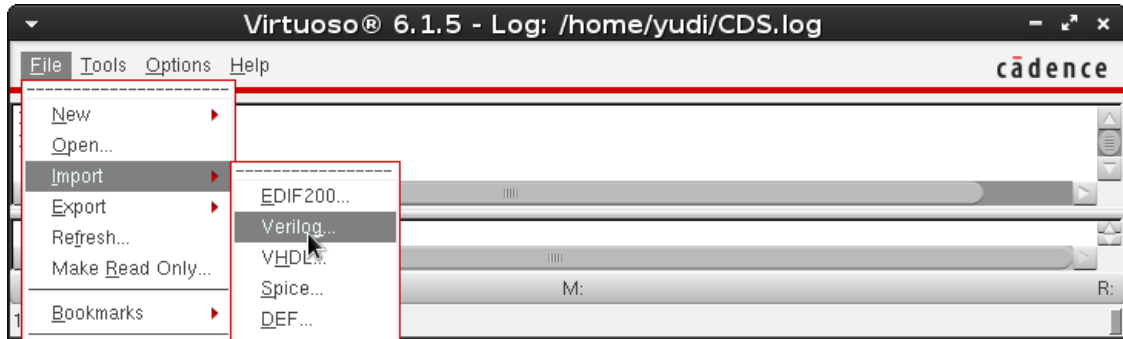 Virtuoso® 6.1.5 - Log: /home/yudi/CDS.log
File Tools Options Help
cādence
New
Open...
Import
Export
Refresh...
Make Read Only...
Bookmarks
EDIF200...
Verilog...
VHDL...
Spice...
DEF...
M:
R:
1